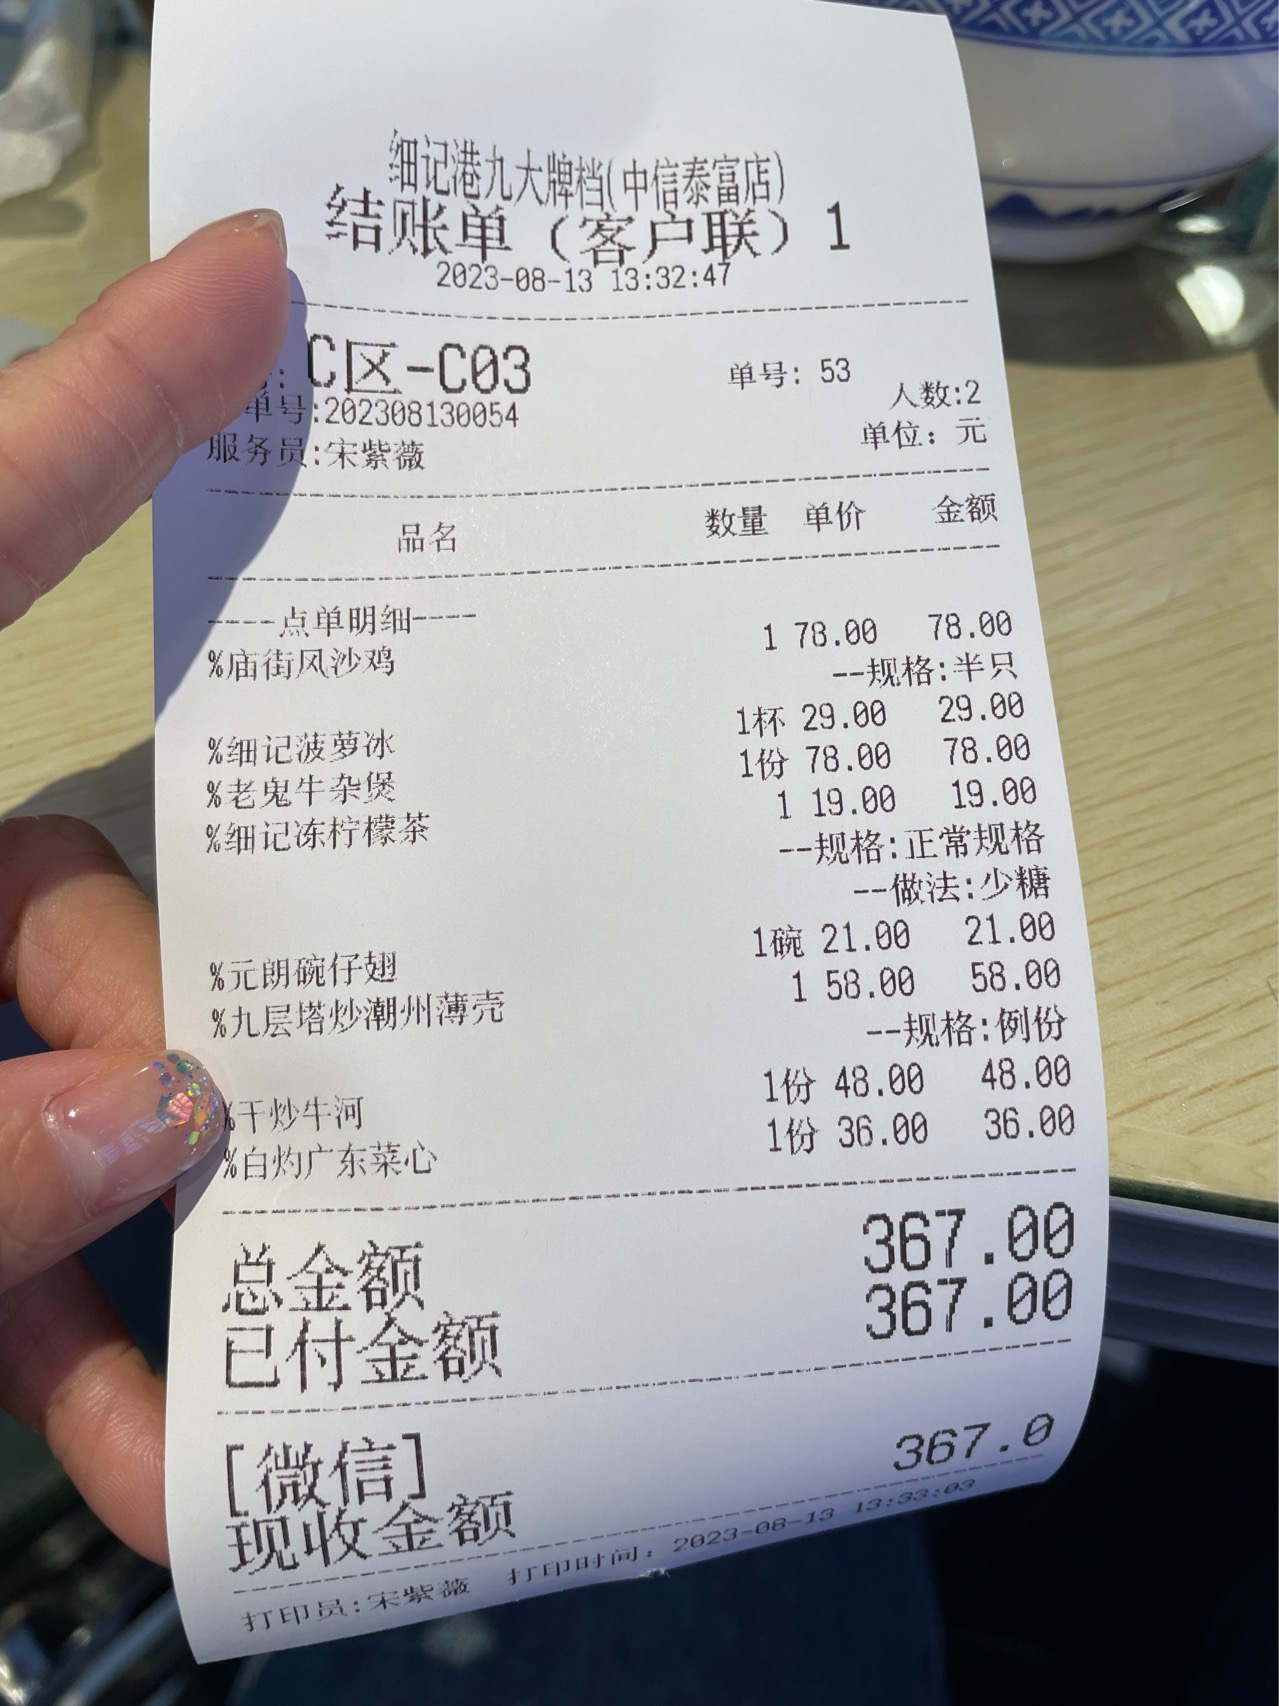 细记港九大牌档(中信泰富店)
结账单（客户联）1
2023-08-13 13:32:47
C区-C03 单号: 53
单号:202308130054 人数:2
服务员:宋紫薇 单位: 元
品名 数量 单价 金额
----点单明细----
%庙街风沙鸡 1 78.00 78.00
--规格:半只
%细记菠萝冰 1杯 29.00 29.00
%老鬼牛杂煲 1份 78.00 78.00
%细记冻柠檬茶 1 19.00 19.00
--规格:正常规格
--做法:少糖
%元朗碗仔翅 1碗 21.00 21.00
%九层塔炒潮州薄壳 1 58.00 58.00
--规格:例份
%干炒牛河 1份 48.00 48.00
%白灼广东菜心 1份 36.00 36.00
总金额 367.00
已付金额 367.00
[微信] 367.0
现收金额
打印员:宋紫薇 打印时间: 2023-08-13 13:33:03